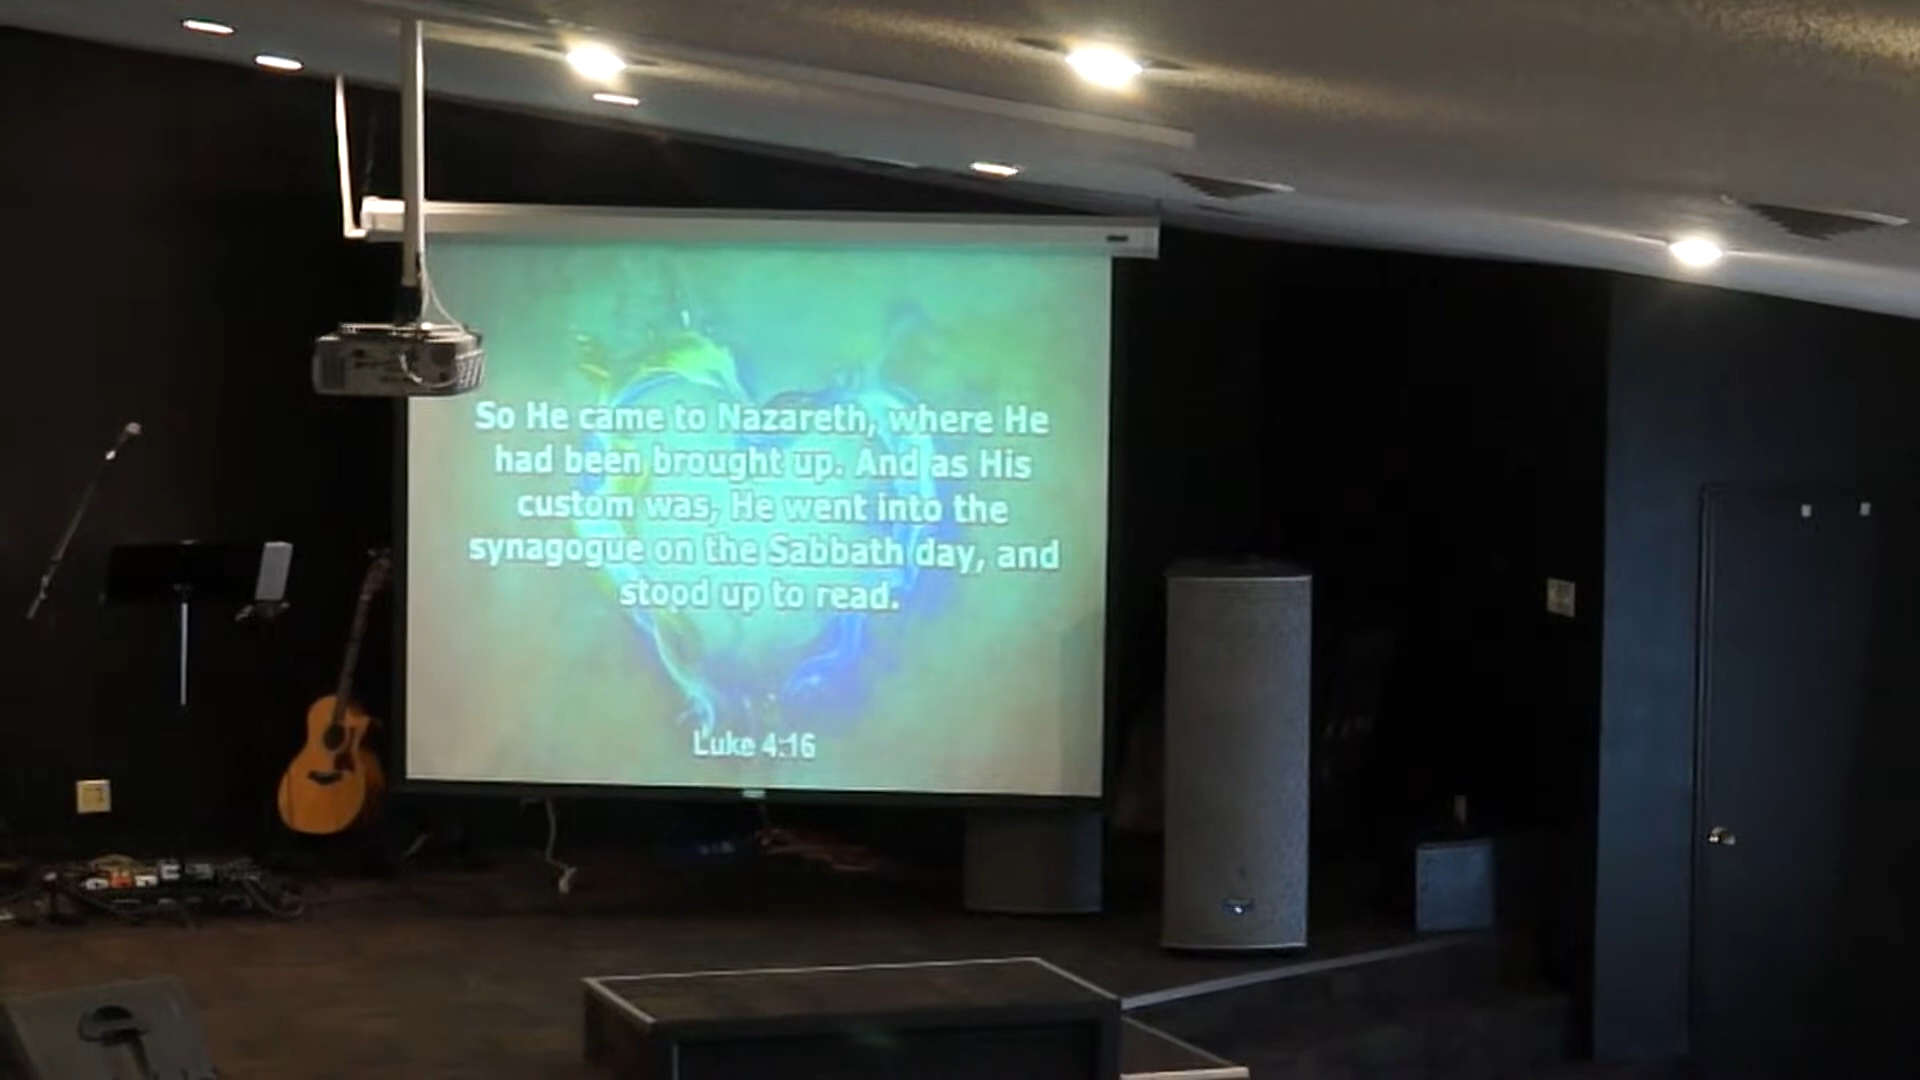 So He came to Nazareth, where He
had been brought up. And as His
custom was, He went into the
synagogue on the Sabbath day, and
stood up to read.
Luke 4:16